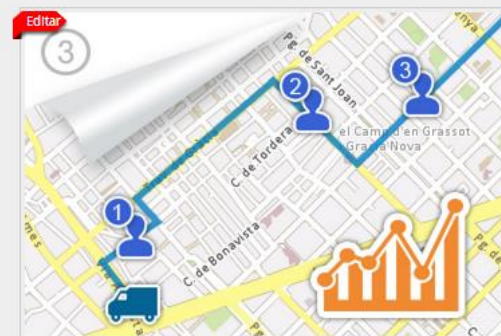 Editar
3
Pg. de Sant Joan
3
2
el Camp d'en Grassot
i Gràcia Nova
C. de Tordera
1
C. de Bonavista